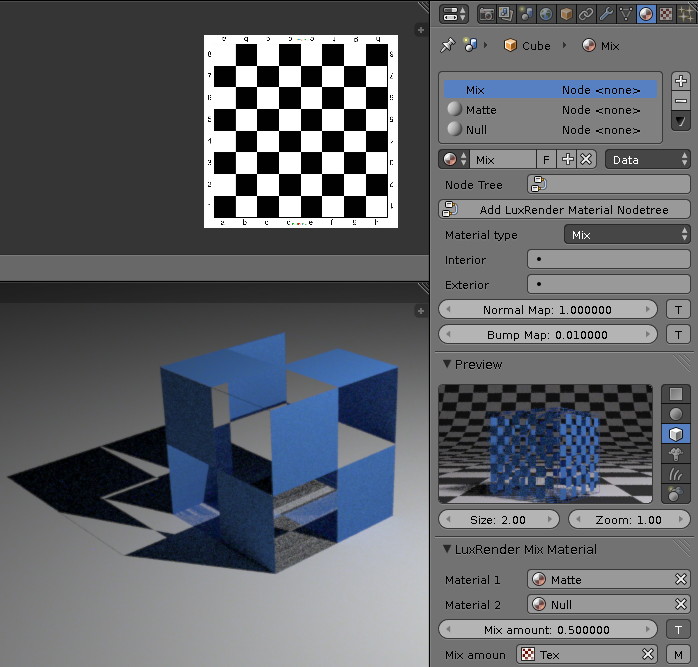 Cube Mix
Mix Node <none>
Matte Node <none>
Null Node <none>
Mix F Data
Node Tree
Add LuxRender Material Nodetree
Material type Mix
Interior
Exterior
Normal Map: 1.000000 T
Bump Map: 0.010000 T
Preview
Size: 2.00 Zoom: 1.00
LuxRender Mix Material
Material 1 Matte
Material 2 Null
Mix amount: 0.500000 T
Mix amoun Tex M